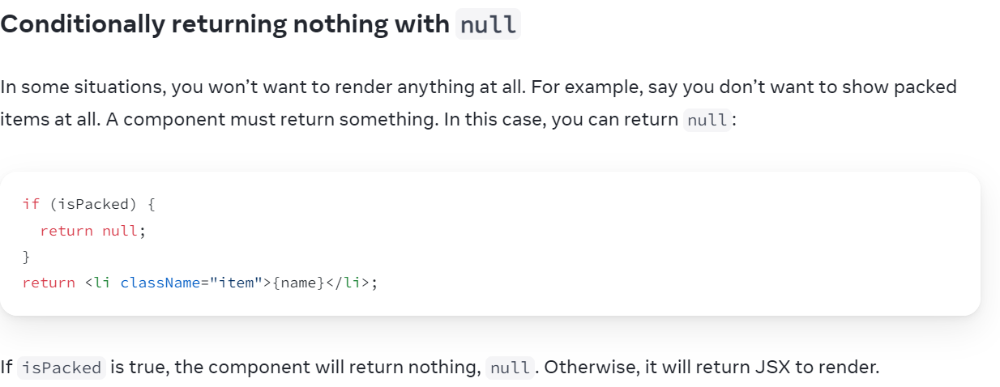 Conditionally returning nothing with null
In some situations, you won’t want to render anything at all. For example, say you don’t want to show packed
items at all. A component must return something. In this case, you can return null:
if (isPacked) {
  return null;
}
return <li className="item">{name}</li>;
If isPacked is true, the component will return nothing, null. Otherwise, it will return JSX to render.